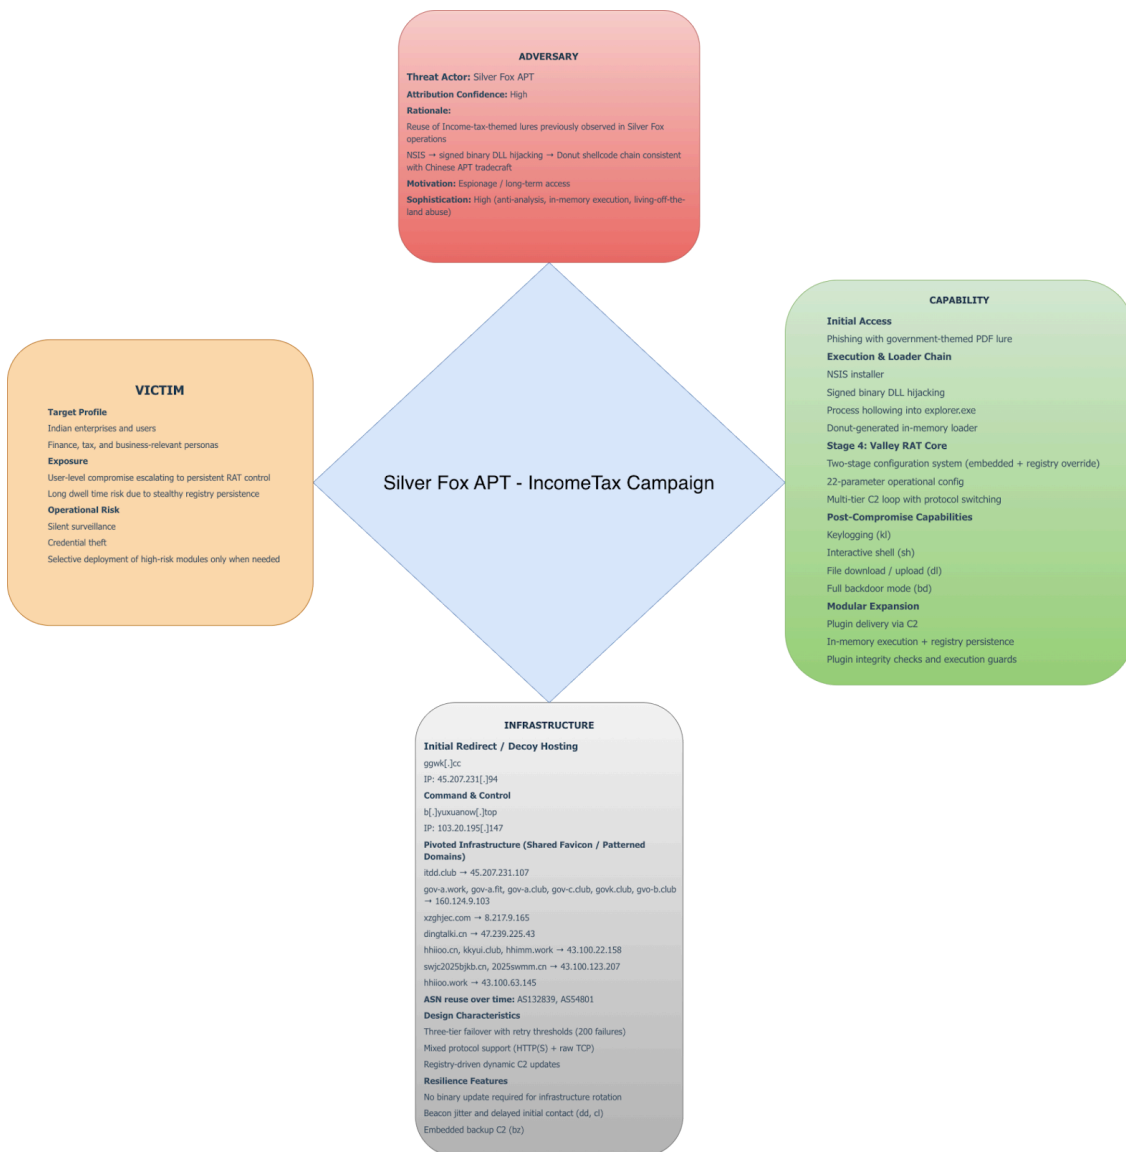 ADVERSARY
Threat Actor: Silver Fox APT
Attribution Confidence: High
Rationale:
Reuse of Income-tax-themed lures previously observed in Silver Fox
operations
NSIS → signed binary DLL hijacking → Donut shellcode chain consistent
with Chinese APT tradecraft
Motivation: Espionage / long-term access
Sophistication: High (anti-analysis, in-memory execution, living-off-the-
land abuse)
VICTIM
Target Profile
Indian enterprises and users
Finance, tax, and business-relevant personas
Exposure
User-level compromise escalating to persistent RAT control
Long dwell time risk due to stealthy registry persistence
Operational Risk
Silent surveillance
Credential theft
Selective deployment of high-risk modules only when needed
Silver Fox APT - IncomeTax Campaign
CAPABILITY
Initial Access
Phishing with government-themed PDF lure
Execution & Loader Chain
NSIS installer
Signed binary DLL hijacking
Process hollowing into explorer.exe
Donut-generated in-memory loader
Stage 4: Valley RAT Core
Two-stage configuration system (embedded + registry override)
22-parameter operational config
Multi-tier C2 loop with protocol switching
Post-Compromise Capabilities
Keylogging (kl)
Interactive shell (sh)
File download / upload (dl)
Full backdoor mode (bd)
Modular Expansion
Plugin delivery via C2
In-memory execution + registry persistence
Plugin integrity checks and execution guards
INFRASTRUCTURE
Initial Redirect / Decoy Hosting
ggwk[.]cc
IP: 45.207.231[.]94
Command & Control
b[.]yuxuanow[.]top
IP: 103.20.195[.]147
Pivoted Infrastructure (Shared Favicon / Patterned
Domains)
itdd.club → 45.207.231.107
gov-a.work, gov-a.fit, gov-a.club, gov-c.club, govk.club, gvo-b.club
→ 160.124.9.103
xzghjec.com → 8.217.9.165
dingtalki.cn → 47.239.225.43
hhiioo.cn, kkyui.club, hhimm.work → 43.100.22.158
swjc2025bjkb.cn, 2025swmm.cn → 43.100.123.207
hhiioo.work → 43.100.63.145
ASN reuse over time: AS132839, AS54801
Design Characteristics
Three-tier failover with retry thresholds (200 failures)
Mixed protocol support (HTTP(S) + raw TCP)
Registry-driven dynamic C2 updates
Resilience Features
No binary update required for infrastructure rotation
Beacon jitter and delayed initial contact (dd, cl)
Embedded backup C2 (bz)